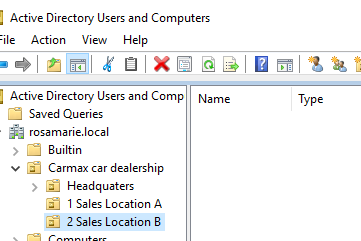 Active Directory Users and Computers
File Action View Help
Active Directory Users and Comp
Name Type
Saved Queries
rosamarie.local
Builtin
Carmax car dealership
Headquaters
1 Sales Location A
2 Sales Location B
Computers